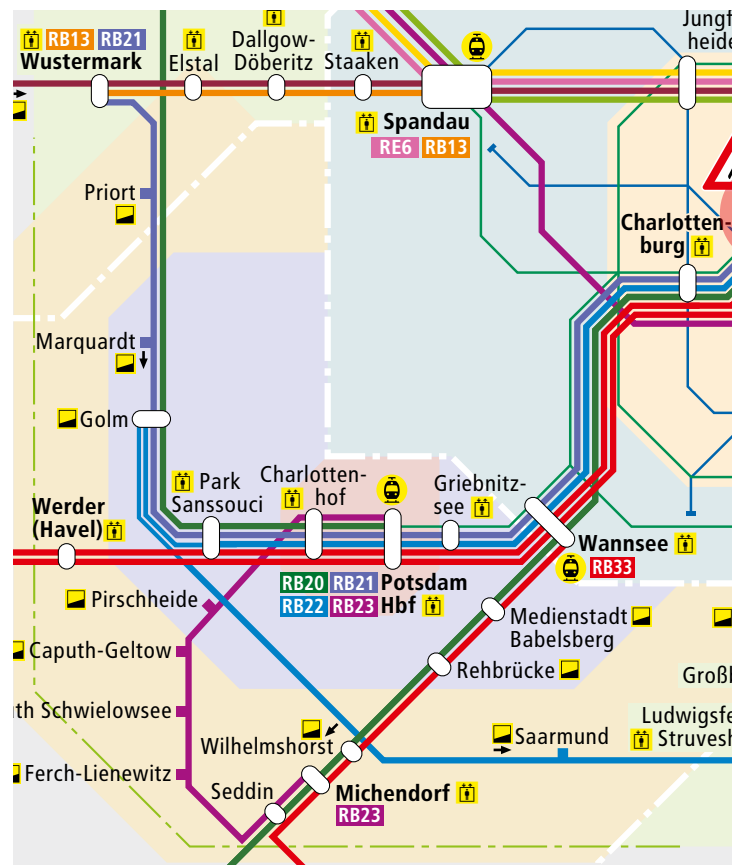 Jungf
heide
RB13 RB21
Wustermark
Elstal
Dallgow-
Döberitz
Staaken
Spandau
RE6 RB13
Priort
Charlotten-
burg
Marquardt
Golm
Park
Sanssouci
Charlotten-
hof
Griebnitz-
see
Werder
(Havel)
Wannsee
RB33
RB20 RB21 Potsdam
RB22 RB23 Hbf
Pirschheide
Medienstadt
Babelsberg
Caputh-Geltow
Rehbrücke
Großb
th Schwielowsee
Ludwigsfe
Struvesh
Wilhelmshorst
Saarmund
Ferch-Lienewitz
Seddin
Michendorf
RB23